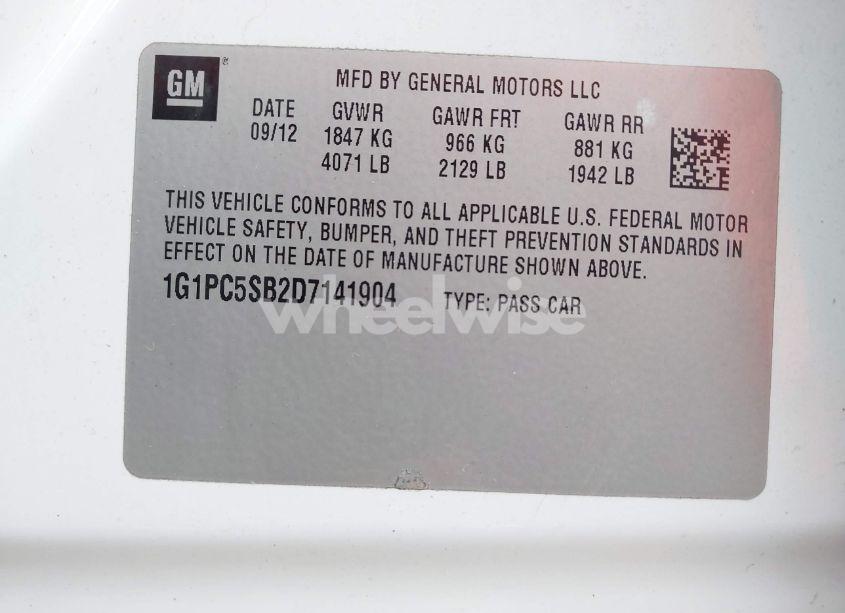 GM®
MFD BY GENERAL MOTORS LLC
DATE GVWR GAWR FRT GAWR RR
09/12 1847 KG 966 KG 881 KG
4071 LB 2129 LB 1942 LB
THIS VEHICLE CONFORMS TO ALL APPLICABLE U.S. FEDERAL MOTOR
VEHICLE SAFETY, BUMPER, AND THEFT PREVENTION STANDARDS IN
EFFECT ON THE DATE OF MANUFACTURE SHOWN ABOVE.
1G1PC5SB2D7141904 TYPE: PASS CAR
wheelwise